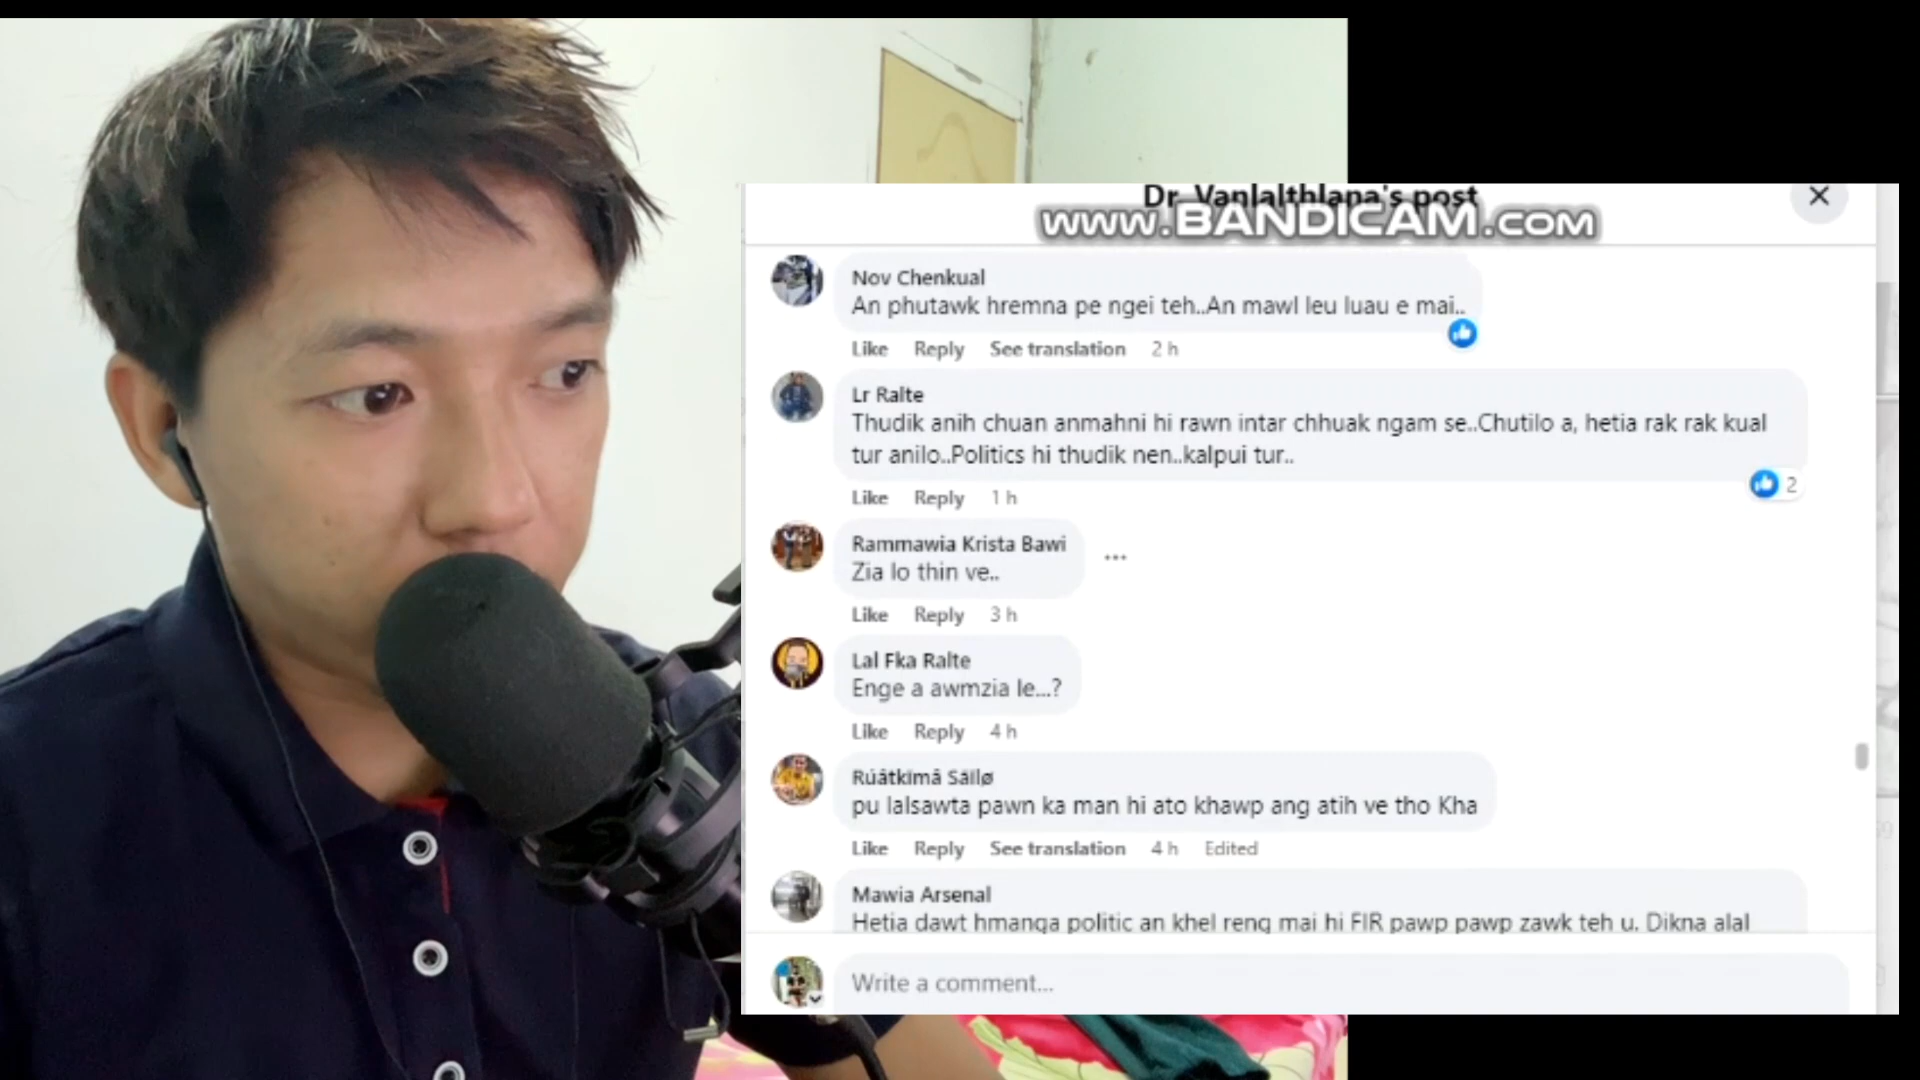 Dr. Vanlalthlana's post
www.BANDICAM.com
Nov Chenkual
An phutawk hremna pe ngei teh..An mawl leu luau e mai..
Like Reply See translation 2 h
Lr Ralte
Thudik anih chuan anmahni hi rawn intar chhuak ngam se..Chutilo a, hetia rak rak kual
tur anilo..Politics hi thudik nen..kalpui tur..
2
Like Reply 1 h
Rammawia Krista Bawi
Zia lo thin ve..
Like Reply 3 h
Lal Fka Ralte
Enge a awmzia le...?
Like Reply 4 h
Rúâtkîmâ Sâîlø
pu lalsawta pawn ka man hi ato khawp ang atih ve tho Kha
Like Reply See translation 4 h Edited
Mawia Arsenal
Hetia dawt hmanga politic an khel reng mai hi FIR pawp pawp zawk teh u. Dikna alal
Write a comment...